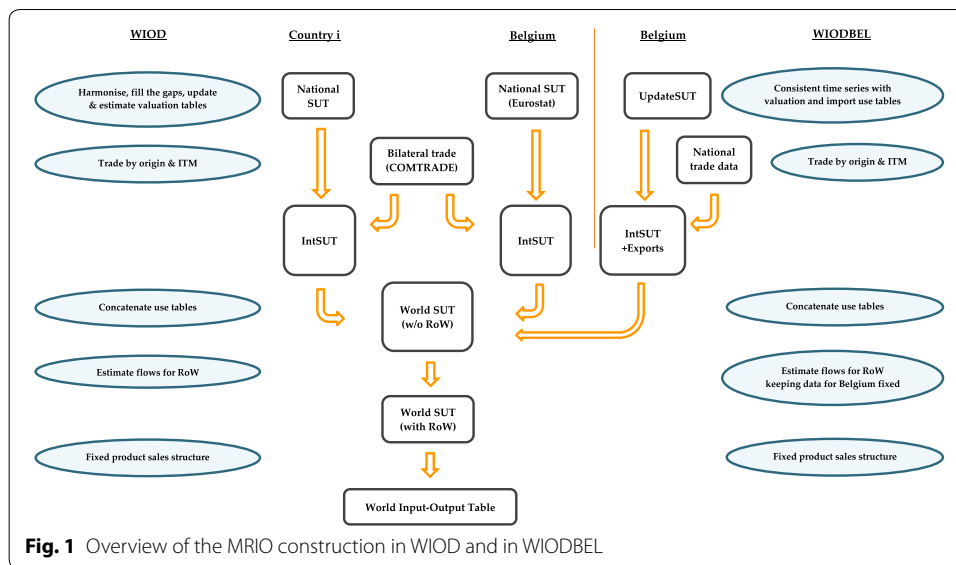 WIOD
Country i
Belgium
Belgium
WIODBEL
Harmonise, fill the gaps, update
& estimate valuation tables
National
SUT
National SUT
(Eurostat)
UpdateSUT
Consistent time series with
valuation and import use tables
Trade by origin & ITM
Bilateral trade
(COMTRADE)
National
trade data
Trade by origin & ITM
IntSUT
IntSUT
IntSUT
+Exports
Concatenate use tables
World SUT
(w/o RoW)
Concatenate use tables
Estimate flows for RoW
Estimate flows for RoW
keeping data for Belgium fixed
World SUT
(with RoW)
Fixed product sales structure
Fixed product sales structure
World Input-Output Table
Fig. 1 Overview of the MRIO construction in WIOD and in WIODBEL